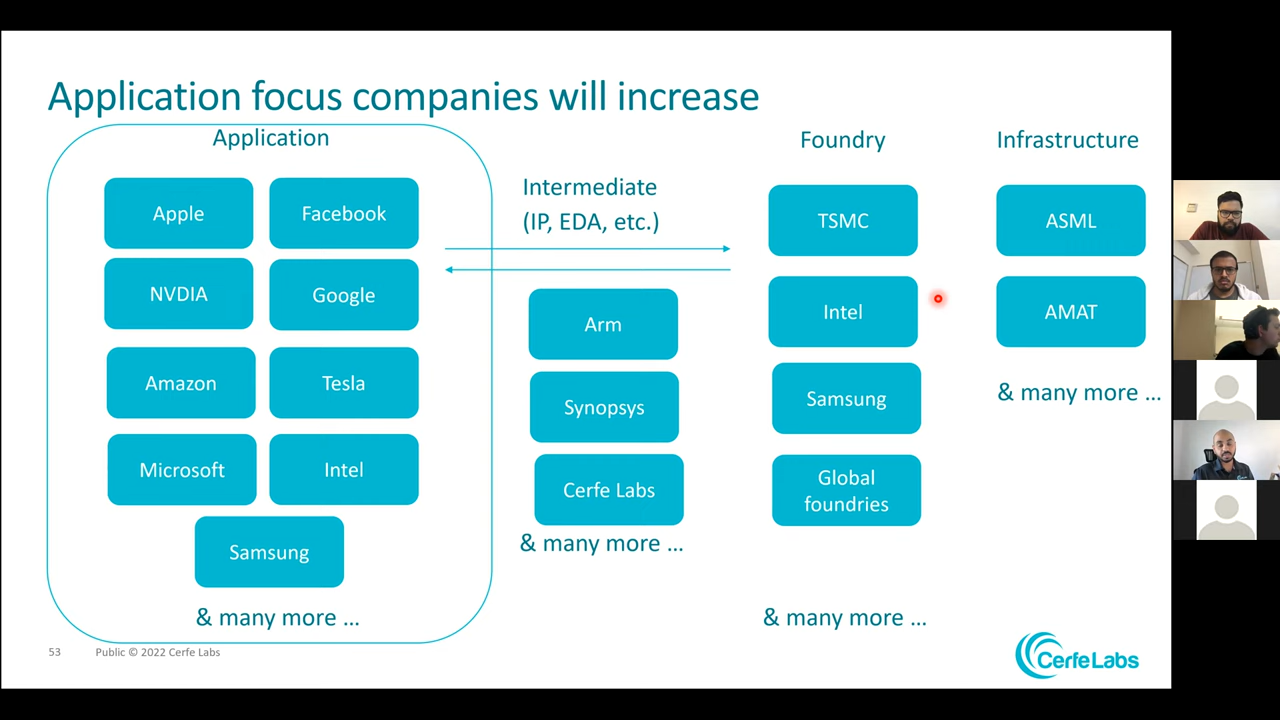 Application focus companies will increase
Application
Apple
Facebook
NVDIA
Google
Amazon
Tesla
Microsoft
Intel
Samsung
& many more ...
Intermediate
(IP, EDA, etc.)
Arm
Synopsys
Cerfe Labs
& many more ...
Foundry
TSMC
Intel
Samsung
Global
foundries
& many more ...
Infrastructure
ASML
AMAT
& many more ...
53
Public © 2022 Cerfe Labs
CerfeLabs